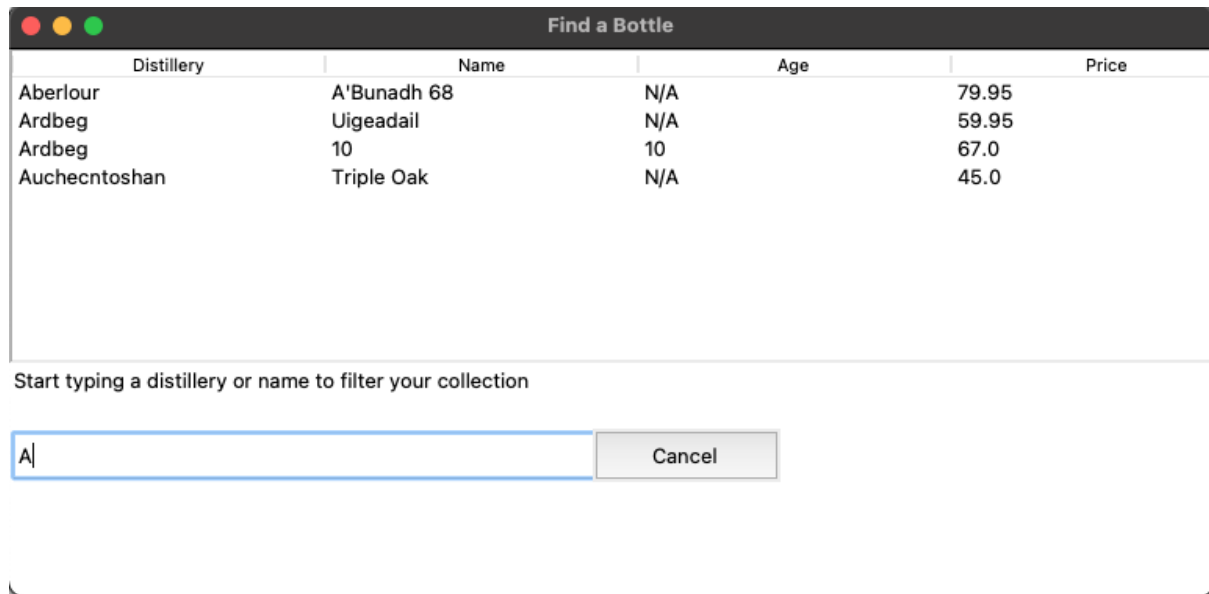 Find a Bottle
Distillery Name Age Price
Aberlour A'Bunadh 68 N/A 79.95
Ardbeg Uigeadail N/A 59.95
Ardbeg 10 10 67.0
Auchecntoshan Triple Oak N/A 45.0
Start typing a distillery or name to filter your collection
A Cancel